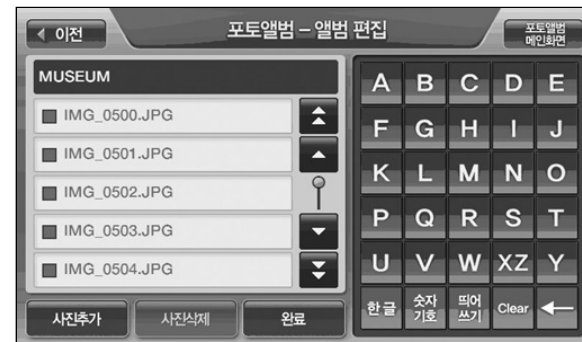 이전
포토앨범 – 앨범 편집
포토앨범
메인화면
MUSEUM
IMG_0500.JPG
IMG_0501.JPG
IMG_0502.JPG
IMG_0503.JPG
IMG_0504.JPG
사진추가 사진삭제 완료
A B C D E
F G H I J
K L M N O
P Q R S T
U V W XZ Y
한글 숫자 기호 띄어 쓰기 Clear